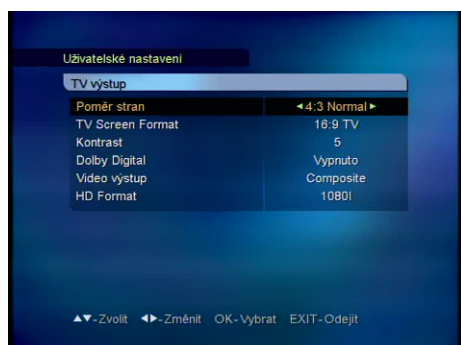 Uživatelské nastavení
TV výstup
Poměr stran ◄4:3 Normal►
TV Screen Format 16:9 TV
Kontrast 5
Dolby Digital Vypnuto
Video výstup Composite
HD Format 1080I
▲▼-Zvolit ◄►-Změnit OK-Vybrat EXIT-Odejit